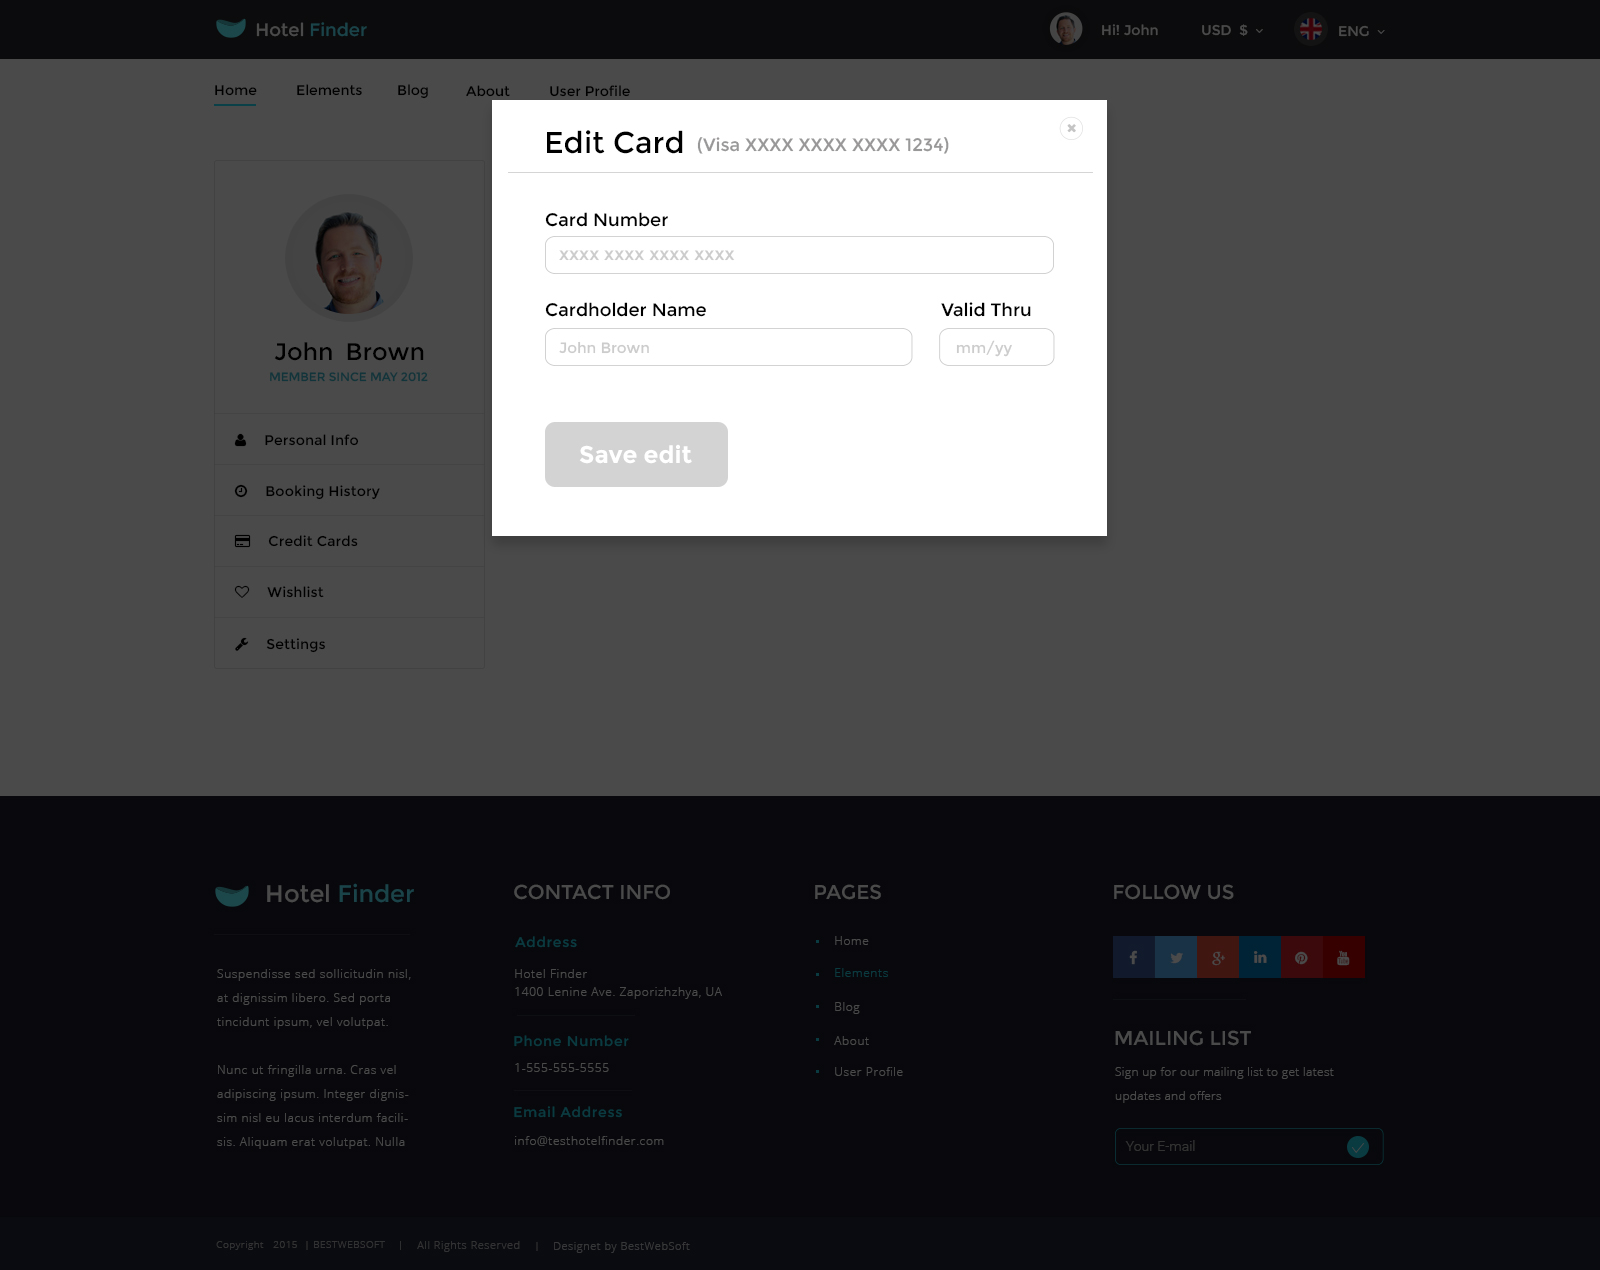 Hotel Finder
Hi! John
USD $
ENG
Home
Elements
Blog
About
User Profile
Edit Card (Visa XXXX XXXX XXXX 1234)
Card Number
XXXX XXXX XXXX XXXX
Cardholder Name
Valid Thru
John Brown
mm/yy
Save edit
John Brown
MEMBER SINCE MAY 2012
Personal Info
Booking History
Credit Cards
Wishlist
Settings
Hotel Finder
Suspendisse sed sollicitudin nisl,
at dignissim libero. Sed porta
tincidunt ipsum, vel volutpat.
Nunc ut fringilla urna. Cras vel
adipiscing ipsum. Integer dignis-
sim nisl eu lacus interdum facili-
sis. Aliquam erat volutpat. Nulla
CONTACT INFO
Address
Hotel Finder
1400 Lenine Ave. Zaporizhzhya, UA
Phone Number
1-555-555-5555
Email Address
info@testhotelfinder.com
PAGES
Home
Elements
Blog
About
User Profile
FOLLOW US
MAILING LIST
Sign up for our mailing list to get latest
updates and offers
Your E-mail
Copyright 2015 | BESTWEBSOFT | All Rights Reserved | Designet by BestWebSoft